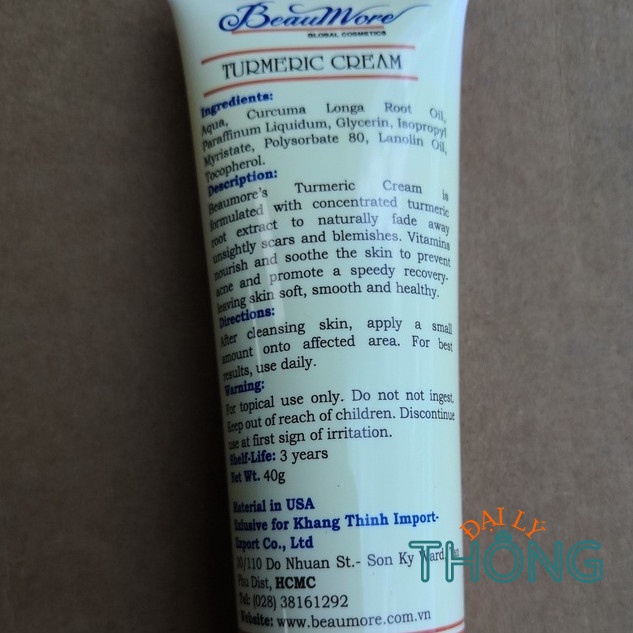 BeauMore
GLOBAL COSMETICS
TURMERIC CREAM
Ingredients:
Aqua, Curcuma Longa Root Oil,
Paraffinum Liquidum, Glycerin, Isopropyl
Myristate, Polysorbate 80, Lanolin Oil,
Tocopherol.
Description:
Beaumore's Turmeric Cream is
formulated with concentrated turmeric
root extract to naturally fade away
unsightly scars and blemishes. Vitamins
nourish and soothe the skin to prevent
acne and promote a speedy recovery-
leaving skin soft, smooth and healthy.
Directions:
After cleansing skin, apply a small
amount onto affected area. For best
results, use daily.
Warning:
For topical use only. Do not not ingest.
Keep out of reach of children. Discontinue
use at first sign of irritation.
Shelf-Life: 3 years
Net Wt. 40g
Material in USA
Exclusive for Khang Thinh Import-
Export Co., Ltd
/110 Do Nhuan St.- Son Ky Ward,
Phu Dist, HCMC
Tel: (028) 38161292
Website: www.beaumore.com.vn
ĐẠI LÝ
THÔNG